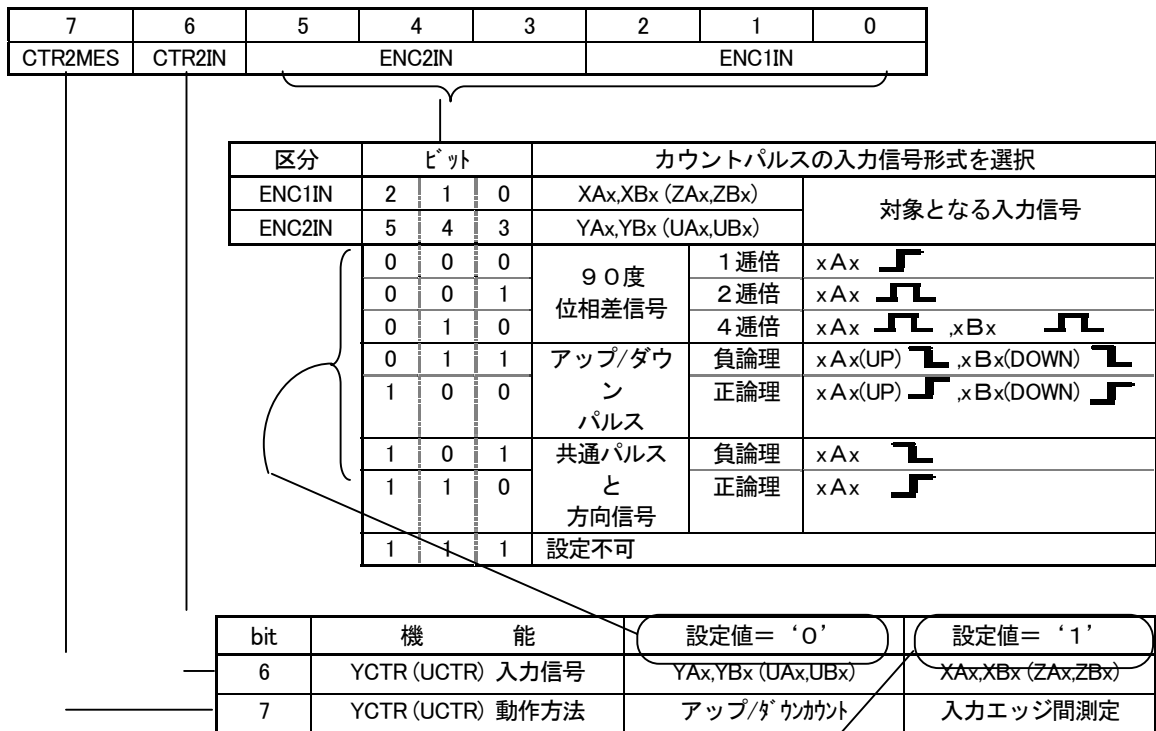 7 6 5 4 3 2 1 0
CTR2MES CTR2IN ENC2IN ENC1IN
区分 ビット カウントパルスの入力信号形式を選択
ENC1IN 2 1 0 XAx,XBx (ZAx,ZBx) 対象となる入力信号
ENC2IN 5 4 3 YAx,YBx (UAx,UBx)
0 0 0 90度位相差信号 1逓倍 xAx
0 0 1 2逓倍 xAx
0 1 0 4逓倍 xAx ,xBx
0 1 1 アップ/ダウ 負論理 xAx(UP) ,xBx(DOWN)
1 0 0 ン 正論理 xAx(UP) ,xBx(DOWN)
パルス
1 0 1 共通パルス 負論理 xAx
1 1 0 と 正論理 xAx
方向信号
1 1 1 設定不可
bit 機 能 設定値= ‘0’ 設定値= ‘1’
6 YCTR (UCTR) 入力信号 YAx,YBx (UAx,UBx) XAx,XBx (ZAx,ZBx)
7 YCTR (UCTR) 動作方法 アップ/ダウンカウント 入力エッジ間測定